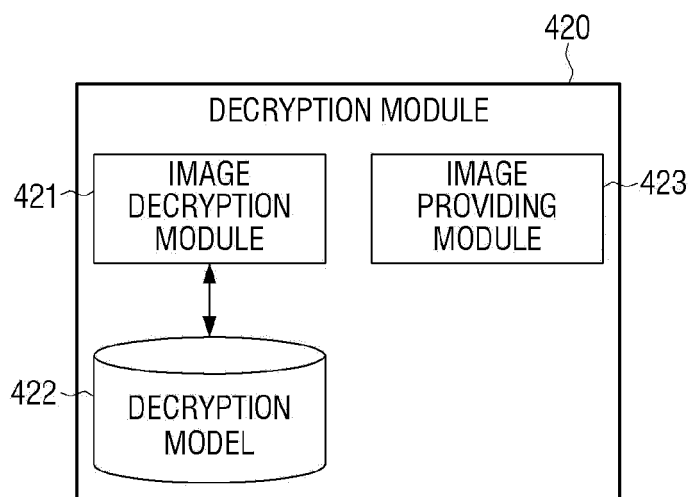 420
DECRYPTION MODULE
421
IMAGE
DECRYPTION
MODULE
IMAGE
PROVIDING
MODULE
423
422
DECRYPTION
MODEL